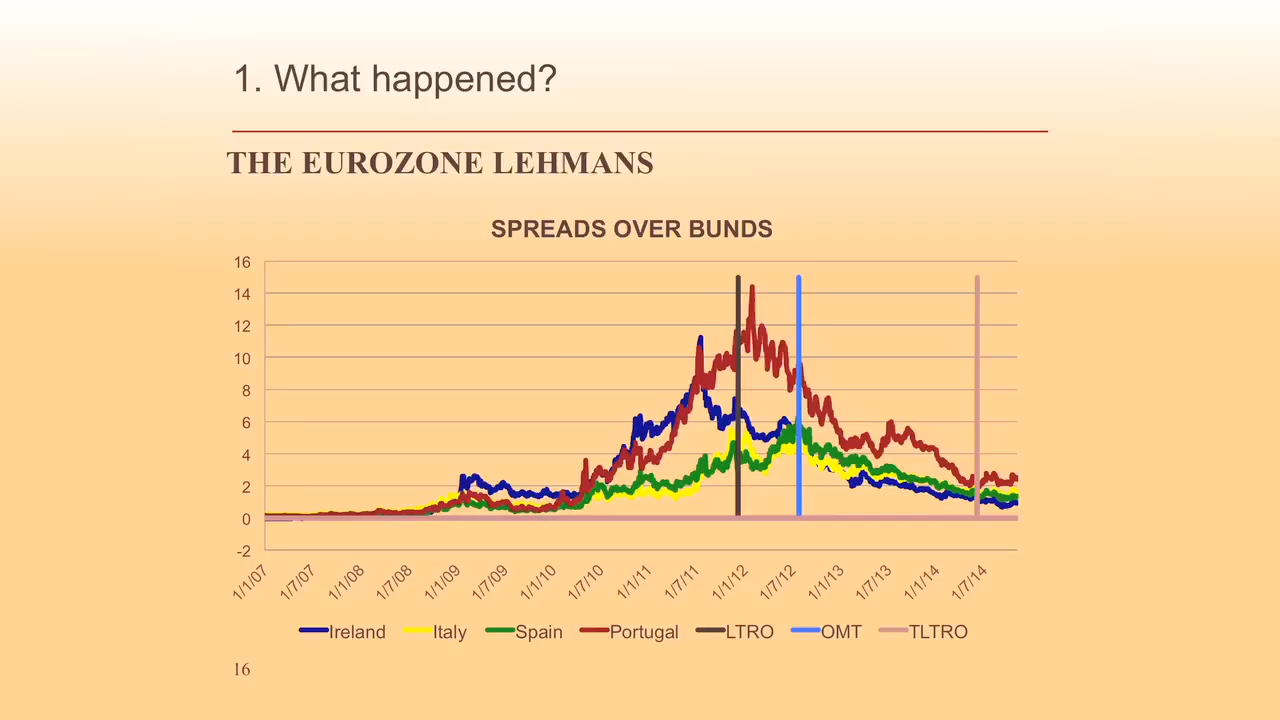 1. What happened?
THE EUROZONE LEHMANS
SPREADS OVER BUNDS
16
14
12
10
8
6
4
2
0
-2
1/1/07 1/7/07 1/1/08 1/7/08 1/1/09 1/7/09 1/1/10 1/7/10 1/1/11 1/7/11 1/1/12 1/7/12 1/1/13 1/7/13 1/1/14 1/7/14
Ireland Italy Spain Portugal LTRO OMT TLTRO
16